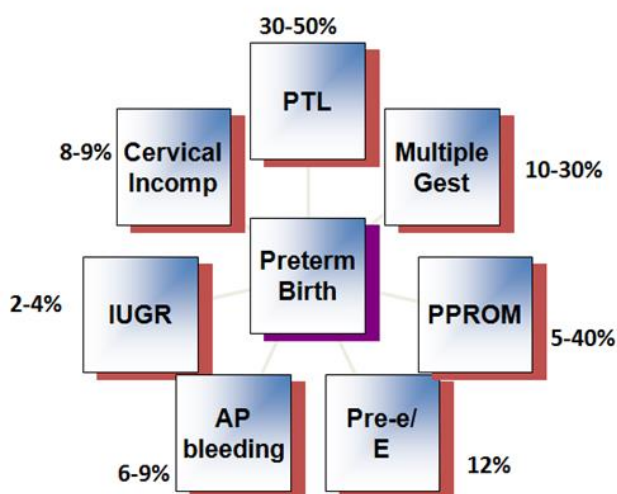 30-50%
PTL
8-9%
Cervical
Incomp
Multiple
Gest
10-30%
Preterm
Birth
2-4%
IUGR
PPROM
5-40%
AP
bleeding
6-9%
Pre-e/
E
12%